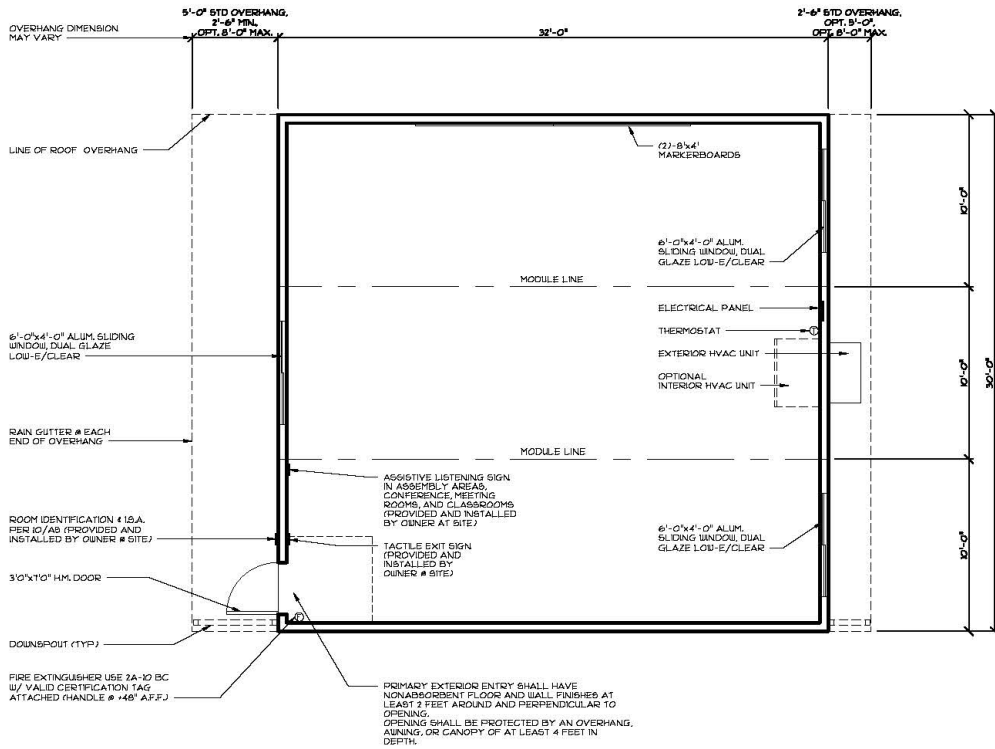 5'-0" STD OVERHANG,
2'-6" MIN,
OPT. 8'-0" MAX.
32'-0"
2'-6" STD OVERHANG,
OPT. 5'-0",
OPT. 8'-0" MAX
OVERHANG DIMENSION
MAY VARY
LINE OF ROOF OVERHANG
(2)-8'x4'
MARKERBOARDS
10'-0"
6'-0"x4'-0" ALUM.
SLIDING WINDOW, DUAL
GLAZE LOW-E/CLEAR
MODULE LINE
ELECTRICAL PANEL
THERMOSTAT
T
6'-0"x4'-0" ALUM. SLIDING
WINDOW, DUAL GLAZE
LOW-E/CLEAR
EXTERIOR HVAC UNIT
OPTIONAL
INTERIOR HVAC UNIT
10'-0"
30'-0"
RAIN GUTTER @ EACH
END OF OVERHANG
MODULE LINE
ASSISTIVE LISTENING SIGN
IN ASSEMBLY AREAS,
CONFERENCE, MEETING
ROOMS, AND CLASSROOMS
(PROVIDED AND INSTALLED
BY OWNER AT SITE)
ROOM IDENTIFICATION & I.S.A.
PER 10/A8 (PROVIDED AND
INSTALLED BY OWNER @ SITE)
6'-0"x4'-0" ALUM.
SLIDING WINDOW, DUAL
GLAZE LOW-E/CLEAR
10'-0"
TACTILE EXIT SIGN
(PROVIDED AND
INSTALLED BY
OWNER @ SITE)
3'0"x7'0" H.M. DOOR
DOWNSPOUT (TYP.)
FIRE EXTINGUISHER USE 2A-10 BC
W/ VALID CERTIFICATION TAG
ATTACHED (HANDLE @ +48" A.F.F.)
PRIMARY EXTERIOR ENTRY SHALL HAVE
NONABSORBENT FLOOR AND WALL FINISHES AT
LEAST 2 FEET AROUND AND PERPENDICULAR TO
OPENING.
OPENING SHALL BE PROTECTED BY AN OVERHANG,
AWNING, OR CANOPY OF AT LEAST 4 FEET IN
DEPTH.